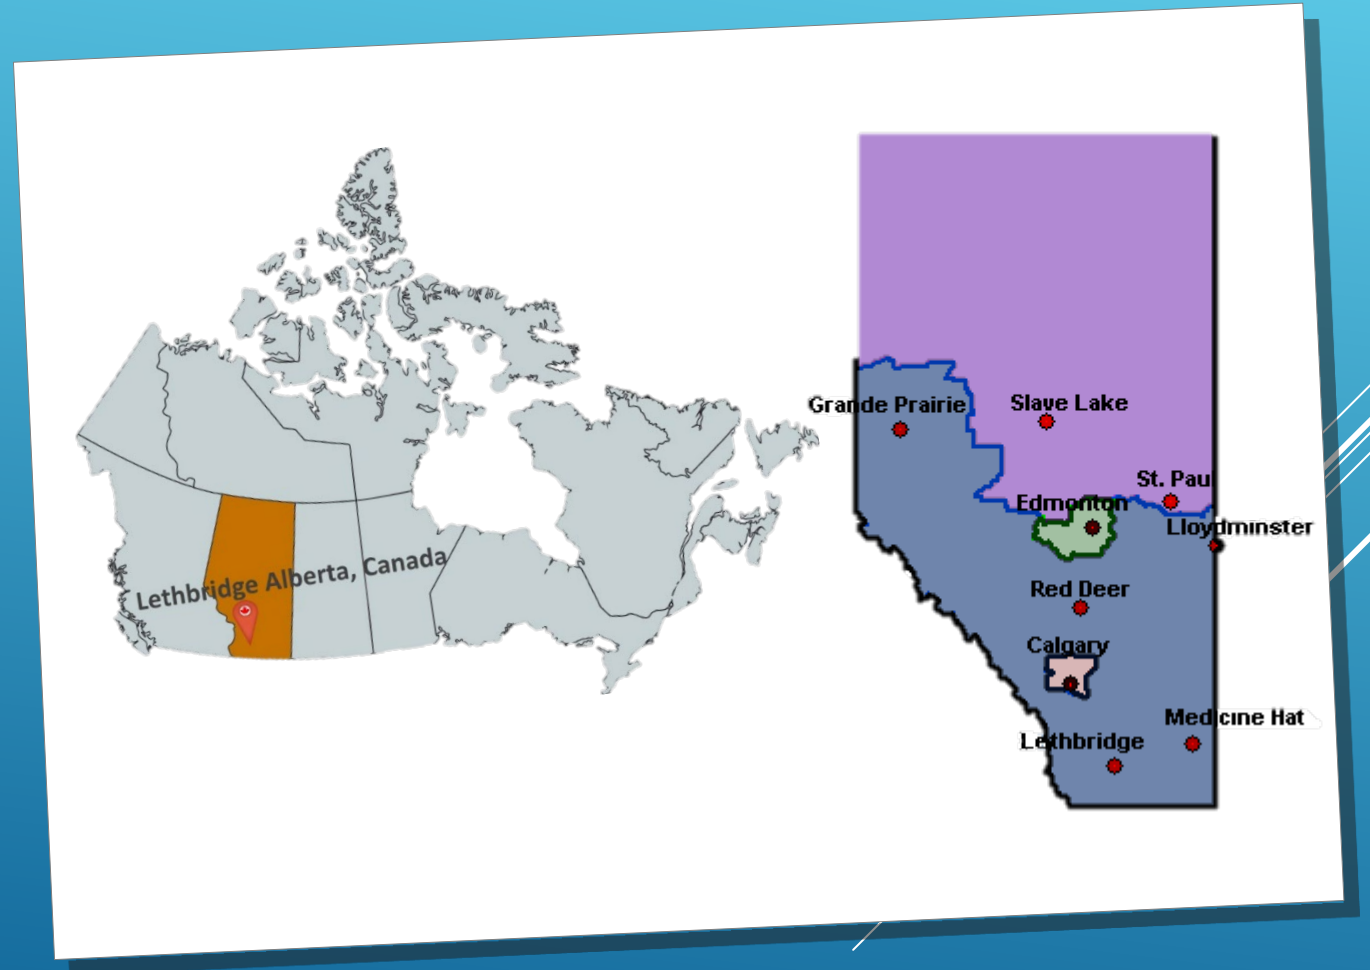 Lethbridge Alberta, Canada
Grande Prairie
Slave Lake
St. Paul
Edmonton
Lloydminster
Red Deer
Calgary
Medicine Hat
Lethbridge